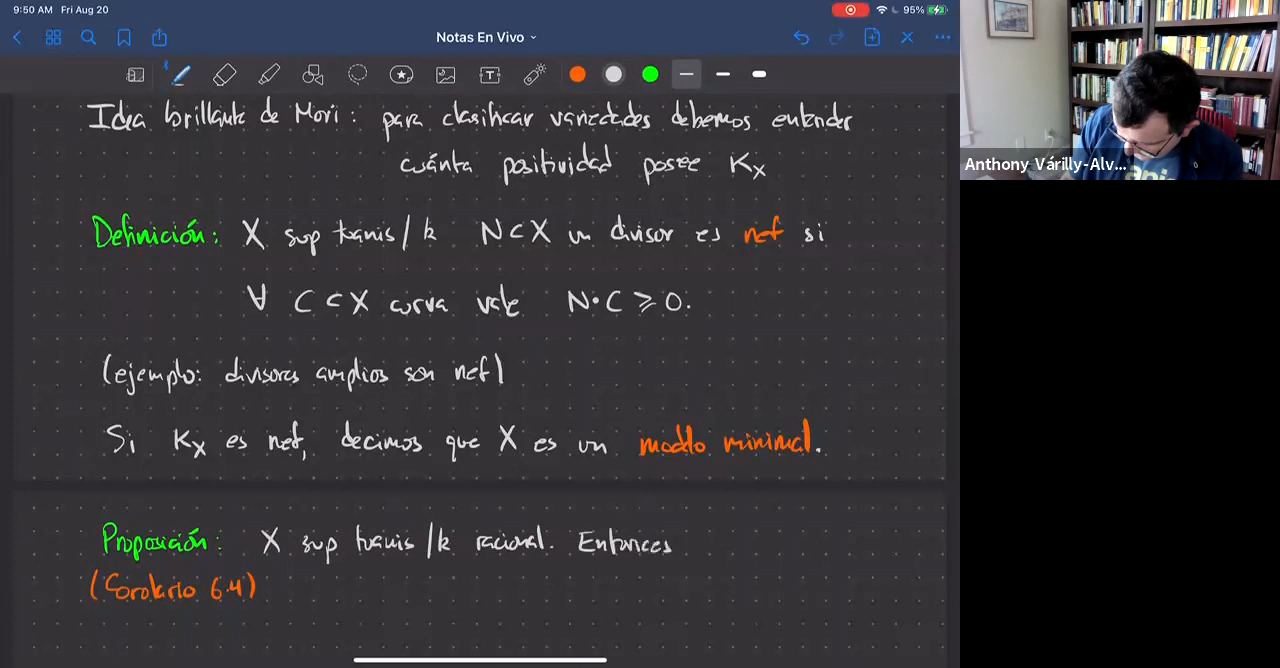 9:50 AM Fri Aug 20
95%
Notas En Vivo
Idea brillante de Mori: para clasificar variedades debemos entender
cuánta positividad posee K_X
Definición: X sup tranis/k N⊂X un divisor es nef si
∀ C⊂X curva vale N·C ≥ 0.
(ejemplo: divisores amplios son nef)
Si K_X es nef, decimos que X es un modelo minimal.
Proposición: X sup tranis/k racional. Entonces
(Corolario 6.4)
Anthony Várilly-Alv...